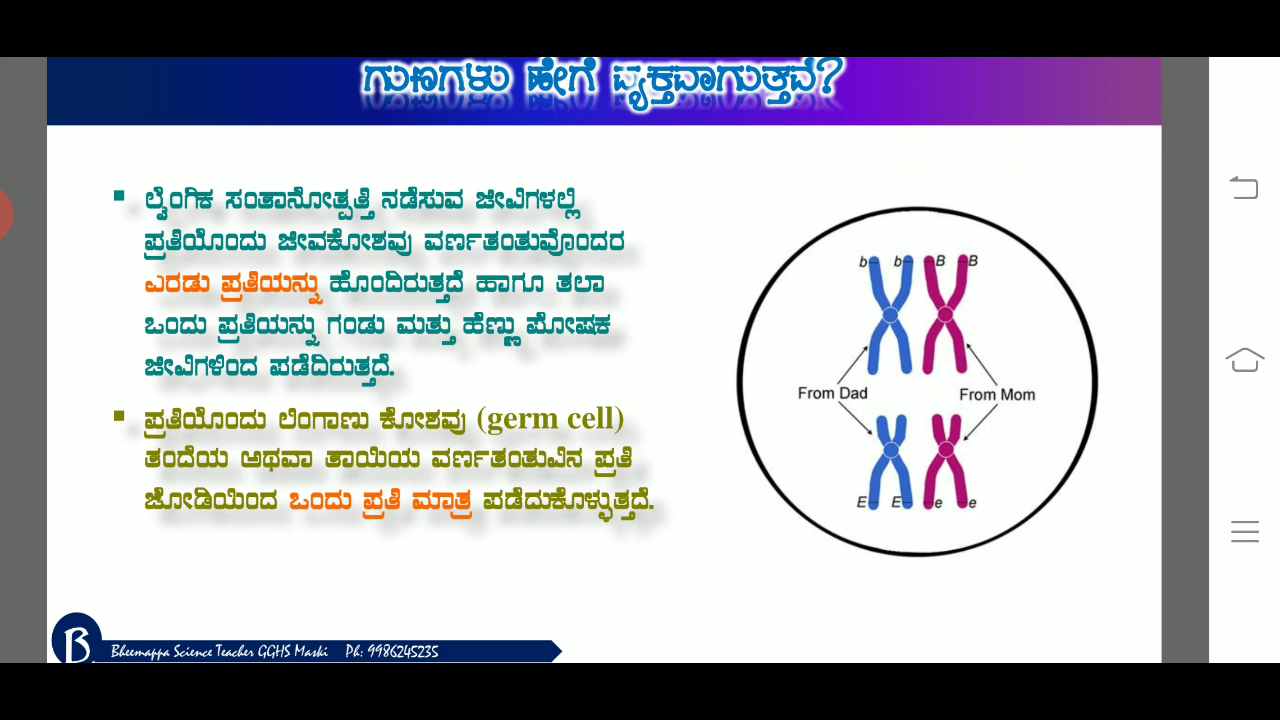 ಗುಣಗಳು ಹೇಗೆ ವ್ಯಕ್ತವಾಗುತ್ತವೆ?
ಲೈಂಗಿಕ ಸಂತಾನೋತ್ಪತ್ತಿ ನಡೆಸುವ ಜೀವಿಗಳಲ್ಲಿ
ಪ್ರತಿಯೊಂದು ಜೀವಕೋಶವು ವರ್ಣತಂತುವೊಂದರ
ಎರಡು ಪ್ರತಿಯನ್ನು ಹೊಂದಿರುತ್ತದೆ ಹಾಗೂ ತಲಾ
ಒಂದು ಪ್ರತಿಯನ್ನು ಗಂಡು ಮತ್ತು ಹೆಣ್ಣು ಪೋಷಕ
ಜೀವಿಗಳಿಂದ ಪಡೆದಿರುತ್ತದೆ.
ಪ್ರತಿಯೊಂದು ಲಿಂಗಾಣು ಕೋಶವು (germ cell)
ತಂದೆಯ ಅಥವಾ ತಾಯಿಯ ವರ್ಣತಂತುವಿನ ಪ್ರತಿ
ಜೋಡಿಯಿಂದ ಒಂದು ಪ್ರತಿ ಮಾತ್ರ ಪಡೆದುಕೊಳ್ಳುತ್ತದೆ.
b b B B
From Dad From Mom
E E e e
B Bheemappa Science Teacher GGHS Maski Ph: 9986245235